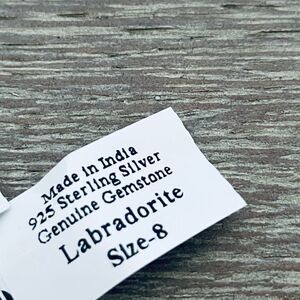 Made in India
925 Sterling Silver
Genuine Gemstone
Labradorite
Size-8